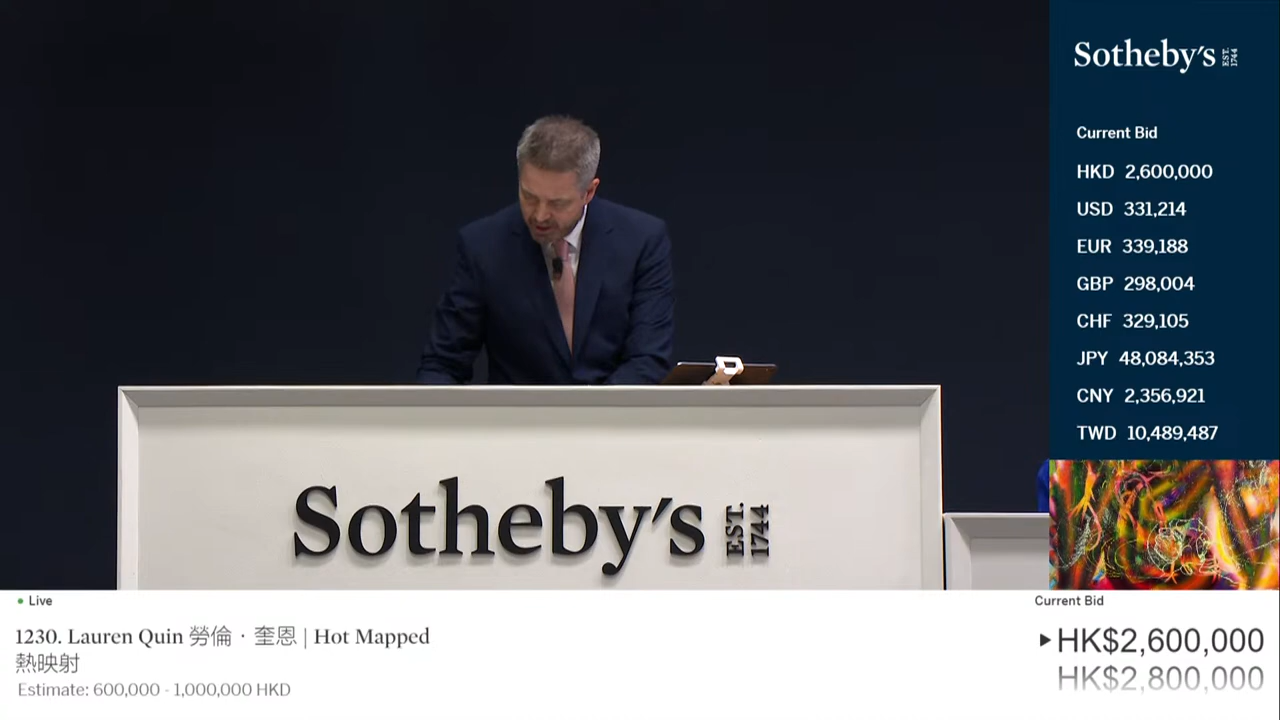 Sotheby's EST. 1744
Current Bid
HKD 2,600,000
USD 331,214
EUR 339,188
GBP 298,004
CHF 329,105
JPY 48,084,353
CNY 2,356,921
TWD 10,489,487
Sotheby's EST. 1744
Live
1230. Lauren Quin 勞倫・奎恩 | Hot Mapped
熱映射
Estimate: 600,000 - 1,000,000 HKD
Current Bid
HK$2,600,000
HK$2,800,000